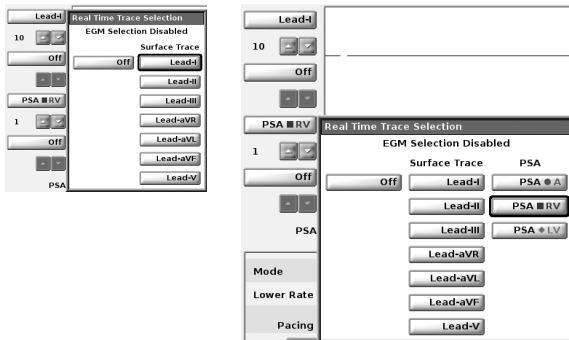 Lead-I
Real Time Trace Selection
EGM Selection Disabled
10
Surface Trace
Off
Off
Lead-I
Lead-II
PSA ■ RV
Lead-III
1
Lead-aVR
Off
Lead-aVL
Lead-aVF
PSA
Lead-V
Lead-I
10
Off
PSA ■ RV
Real Time Trace Selection
1
EGM Selection Disabled
Surface Trace PSA
Off
Off Lead-I PSA ● A
Lead-II PSA ■ RV
PSA
Lead-III PSA ◆ LV
Lead-aVR
Mode
Lead-aVL
Lower Rate
Lead-aVF
Pacing
Lead-V